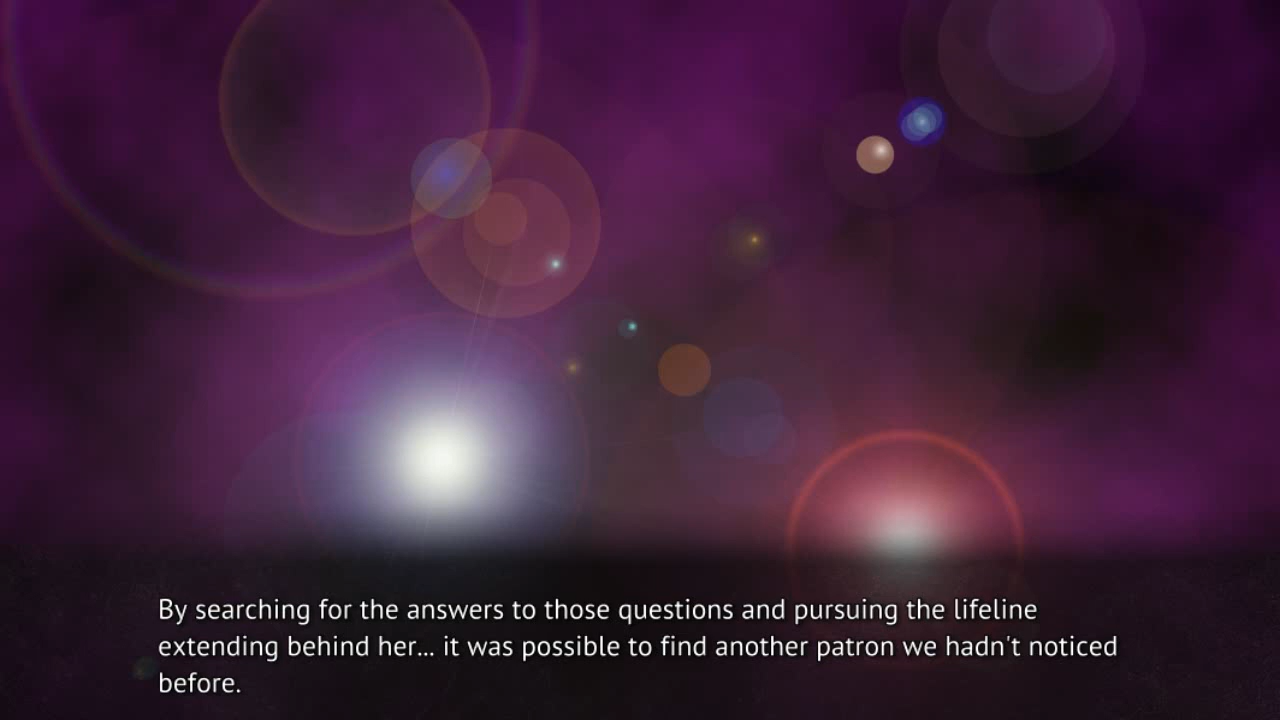 By searching for the answers to those questions and pursuing the lifeline
extending behind her... it was possible to find another patron we hadn't noticed
before.